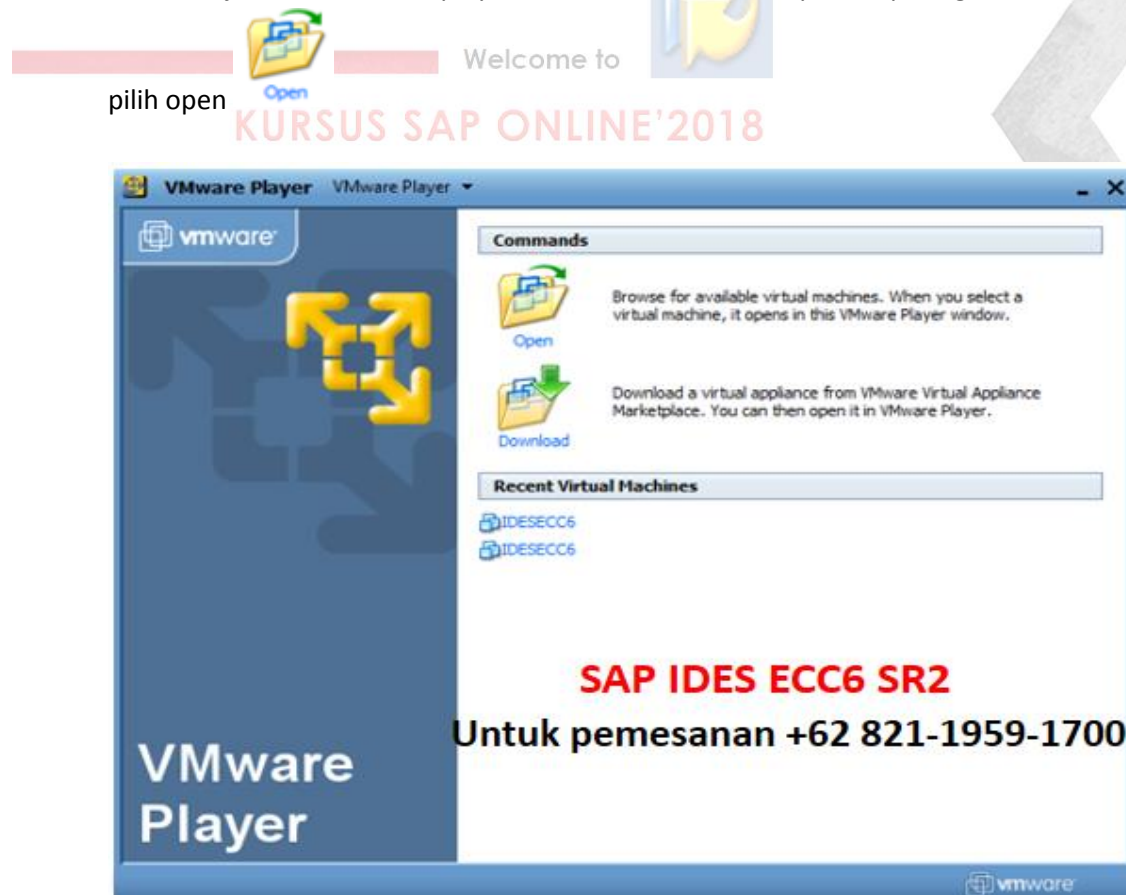 Welcome to
Open
pilih open
KURSUS SAP ONLINE'2018
VMware Player VMware Player
vmware
Commands
Browse for available virtual machines. When you select a
virtual machine, it opens in this VMware Player window.
Open
Download a virtual appliance from VMware Virtual Appliance
Marketplace. You can then open it in VMware Player.
Download
Recent Virtual Machines
IDESECC6
IDESECC6
SAP IDES ECC6 SR2
Untuk pemesanan +62 821-1959-1700
VMware
Player
vmware